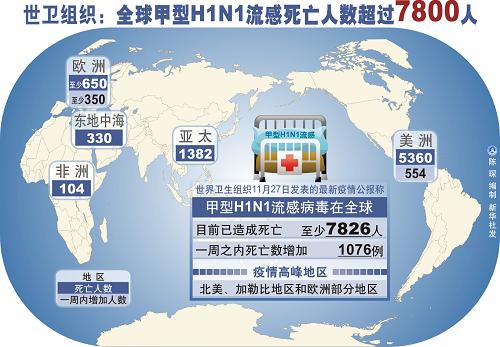 世卫组织：全球甲型H1N1流感死亡人数超过7800人
欧洲
至少650
至少350
东地中海
330
非洲
104
亚太
1382
甲型H1N1流感
美洲
5360
554
陈琛 编制 新华社发
世界卫生组织11月27日发表的最新疫情公报称
甲型H1N1流感病毒在全球
目前已造成死亡 至少7826人
一周之内死亡数增加 1076例
疫情高峰地区
北美、加勒比地区和欧洲部分地区
地区
死亡人数
一周内增加人数